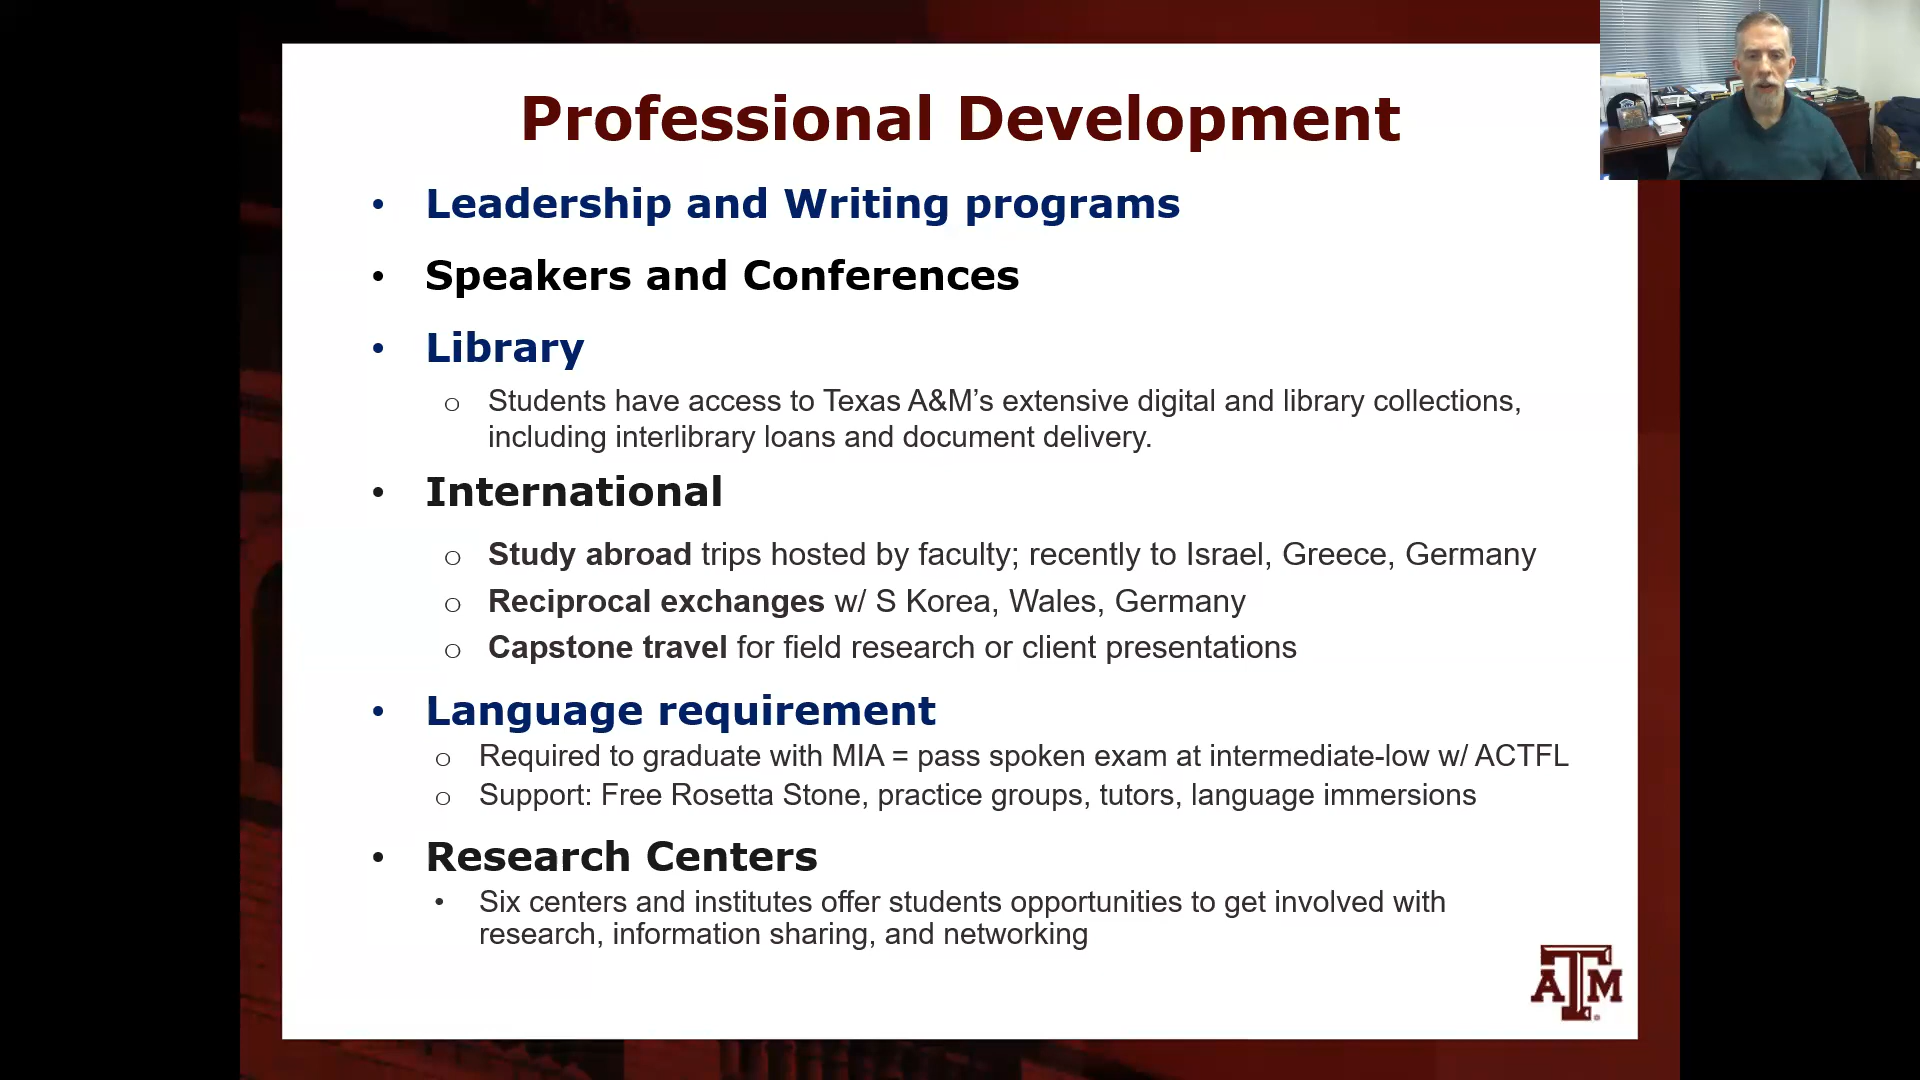 Professional Development
• Leadership and Writing programs
• Speakers and Conferences
• Library
o Students have access to Texas A&M’s extensive digital and library collections,
including interlibrary loans and document delivery.
• International
o Study abroad trips hosted by faculty; recently to Israel, Greece, Germany
o Reciprocal exchanges w/ S Korea, Wales, Germany
o Capstone travel for field research or client presentations
• Language requirement
o Required to graduate with MIA = pass spoken exam at intermediate-low w/ ACTFL
o Support: Free Rosetta Stone, practice groups, tutors, language immersions
• Research Centers
• Six centers and institutes offer students opportunities to get involved with
research, information sharing, and networking
ATM